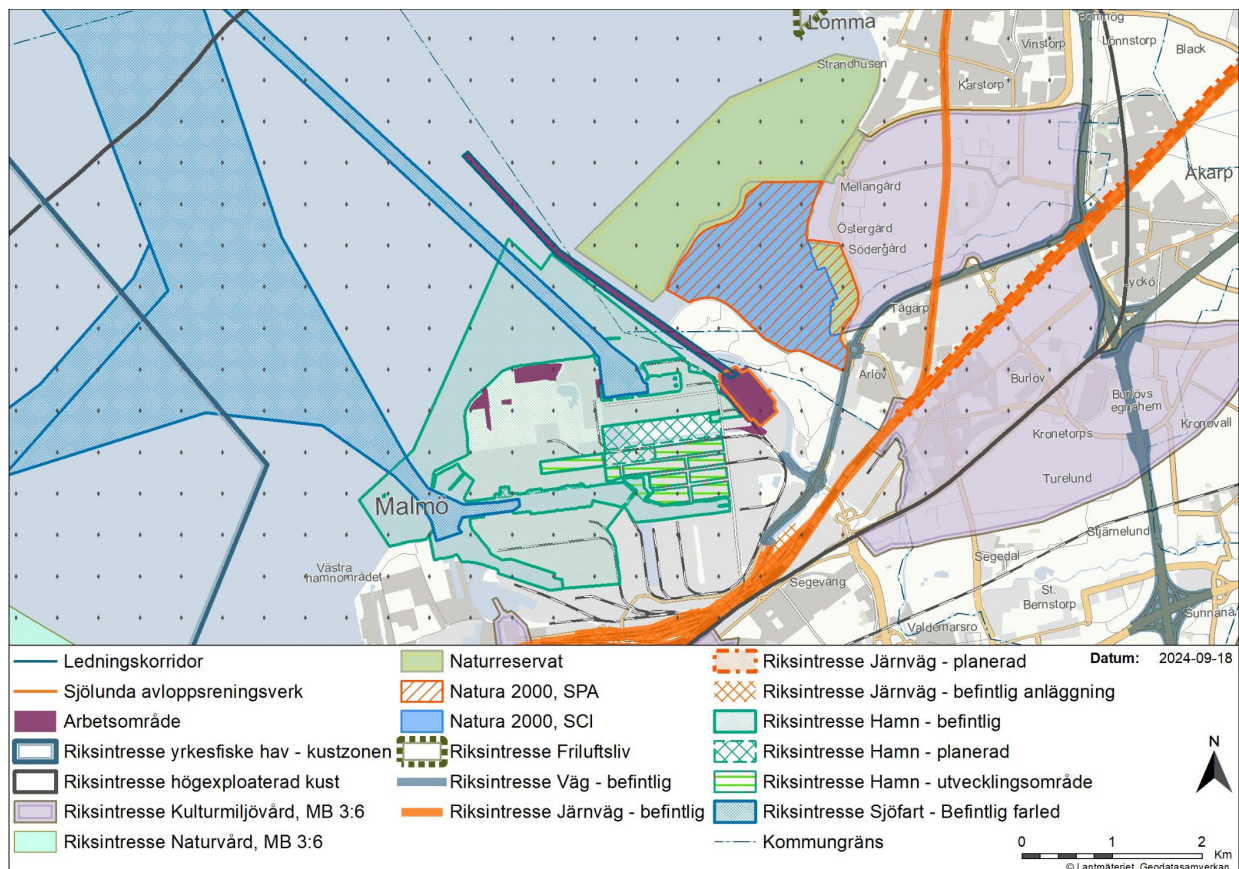 Lomma
Bomhög
Vinstorp
Lönnstorp
Black
Strandhusen
Karstorp
Åkarp
Mellangård
Östergård
Södergård
Lyckö
Tågarp
Arlöv
Burlöv
Burlövs
egnahem
Kronetorps
Kronovall
Turelund
Malmö
Stjärnelund
Västra
hamnområdet
Segevång
Segedal
St.
Bernstorp
Sunnanå
Valdemarsro
Ledningskorridor
Sjölunda avloppsreningsverk
Arbetsområde
Riksintresse yrkesfiske hav - kustzonen
Riksintresse högexploaterad kust
Riksintresse Kulturmiljövård, MB 3:6
Riksintresse Naturvård, MB 3:6
Naturreservat
Natura 2000, SPA
Natura 2000, SCI
Riksintresse Friluftsliv
Riksintresse Väg - befintlig
Riksintresse Järnväg - befintlig
Riksintresse Järnväg - planerad
Riksintresse Järnväg - befintlig anläggning
Riksintresse Hamn - befintlig
Riksintresse Hamn - planerad
Riksintresse Hamn - utvecklingsområde
Riksintresse Sjöfart - Befintlig farled
Kommungräns
Datum: 2024-09-18
N
0 1 2
Km
© Lantmäteriet, Geodatasamverkan